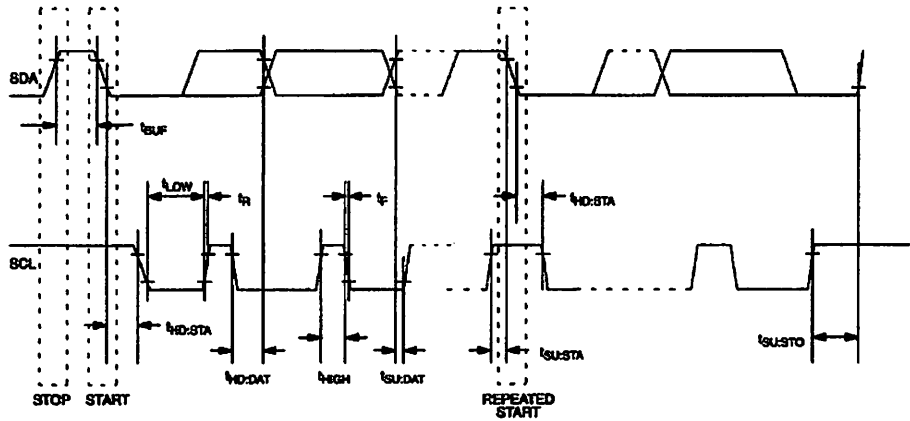 SDA
tBUF
tLOW
tR
tF
tHD:STA
SCL
tHD:STA
tHD:DAT
tHIGH
tSU:DAT
tSU:STA
tSU:STO
STOP
START
REPEATED
START